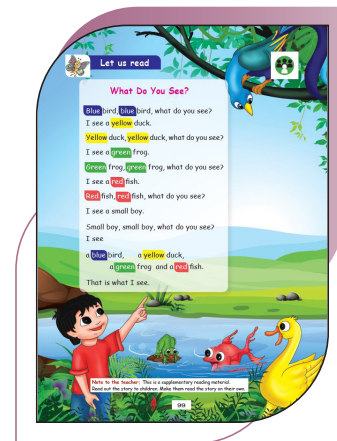 Let us read
What Do You See?
Blue bird, blue bird, what do you see?
I see a yellow duck.
Yellow duck, yellow duck, what do you see?
I see a green frog.
Green frog, green frog, what do you see?
I see a red fish.
Red fish, red fish, what do you see?
I see a small boy.
Small boy, small boy, what do you see?
I see
a blue bird, a yellow duck,
a green frog and a red fish.
That is what I see.
Note to the teacher: This is a supplementary reading material.
Read out the story to children. Make them read the story on their own.
99